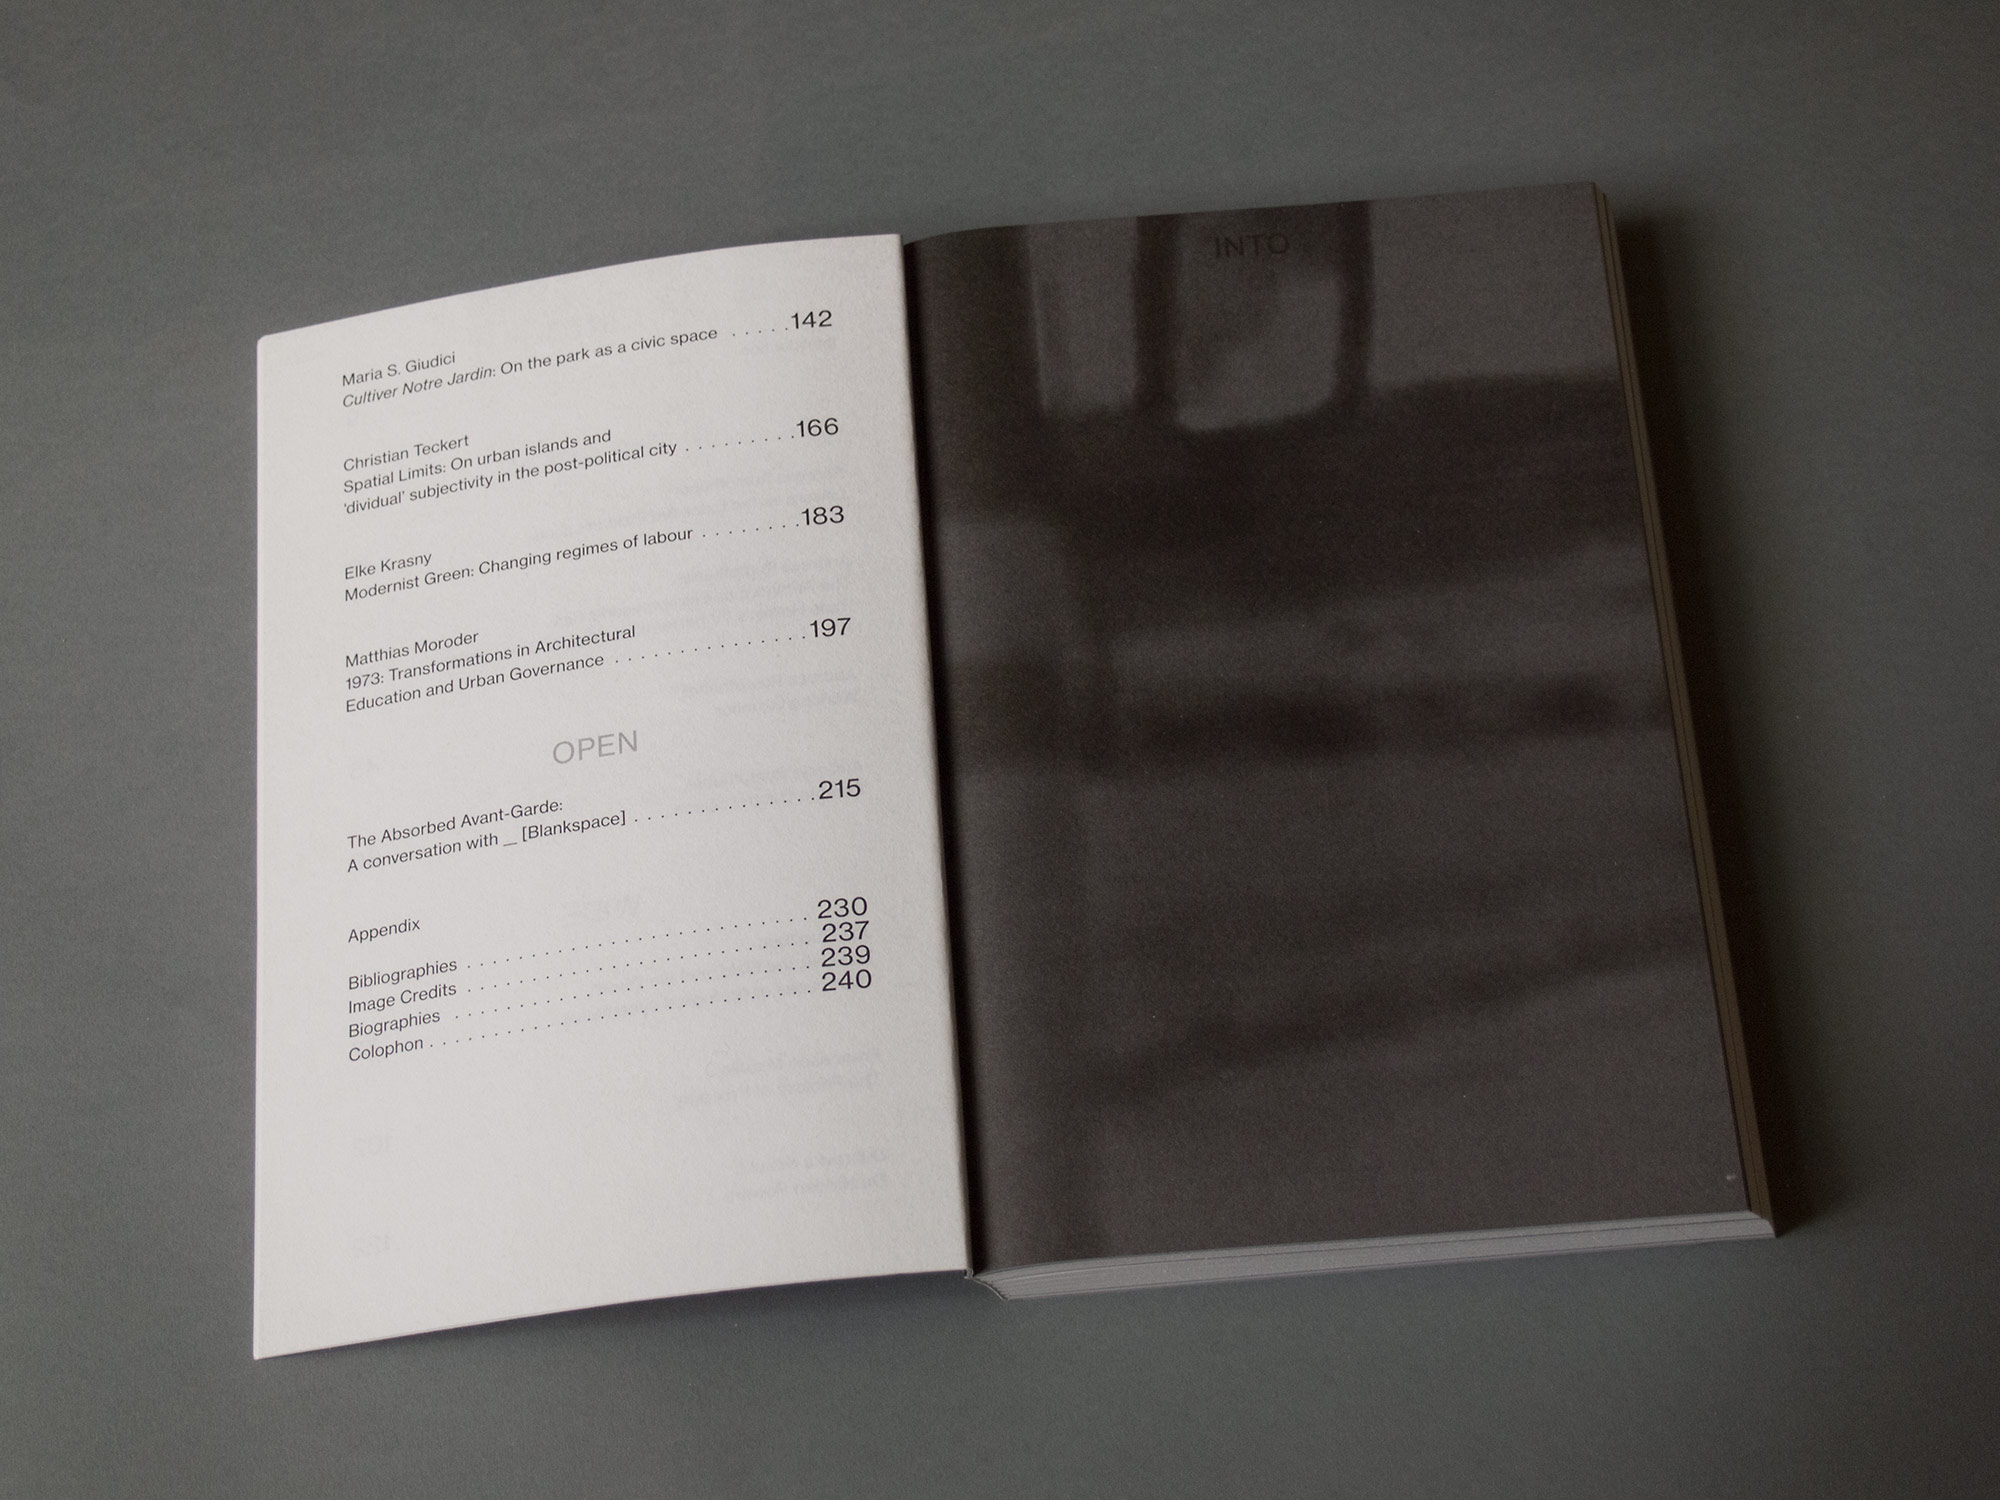 Maria S. Giudici
Cultiver Notre Jardin: On the park as a civic space . . . . . 142
Christian Teckert
Spatial Limits: On urban islands and
'dividual' subjectivity in the post-political city . . . . . . . . . 166
Elke Krasny
Modernist Green: Changing regimes of labour . . . . . . . . 183
Matthias Moroder
1973: Transformations in Architectural
Education and Urban Governance . . . . . . . . . . . . . . . 197
OPEN
The Absorbed Avant-Garde:
A conversation with __ [Blankspace] . . . . . . . . . . . . . . 215
Appendix
Bibliographies . . . . . . . . . . . . . . . . . . . . . . . . . . 230
Image Credits . . . . . . . . . . . . . . . . . . . . . . . . . . 237
Biographies . . . . . . . . . . . . . . . . . . . . . . . . . . . 239
Colophon . . . . . . . . . . . . . . . . . . . . . . . . . . . . . 240
INTO